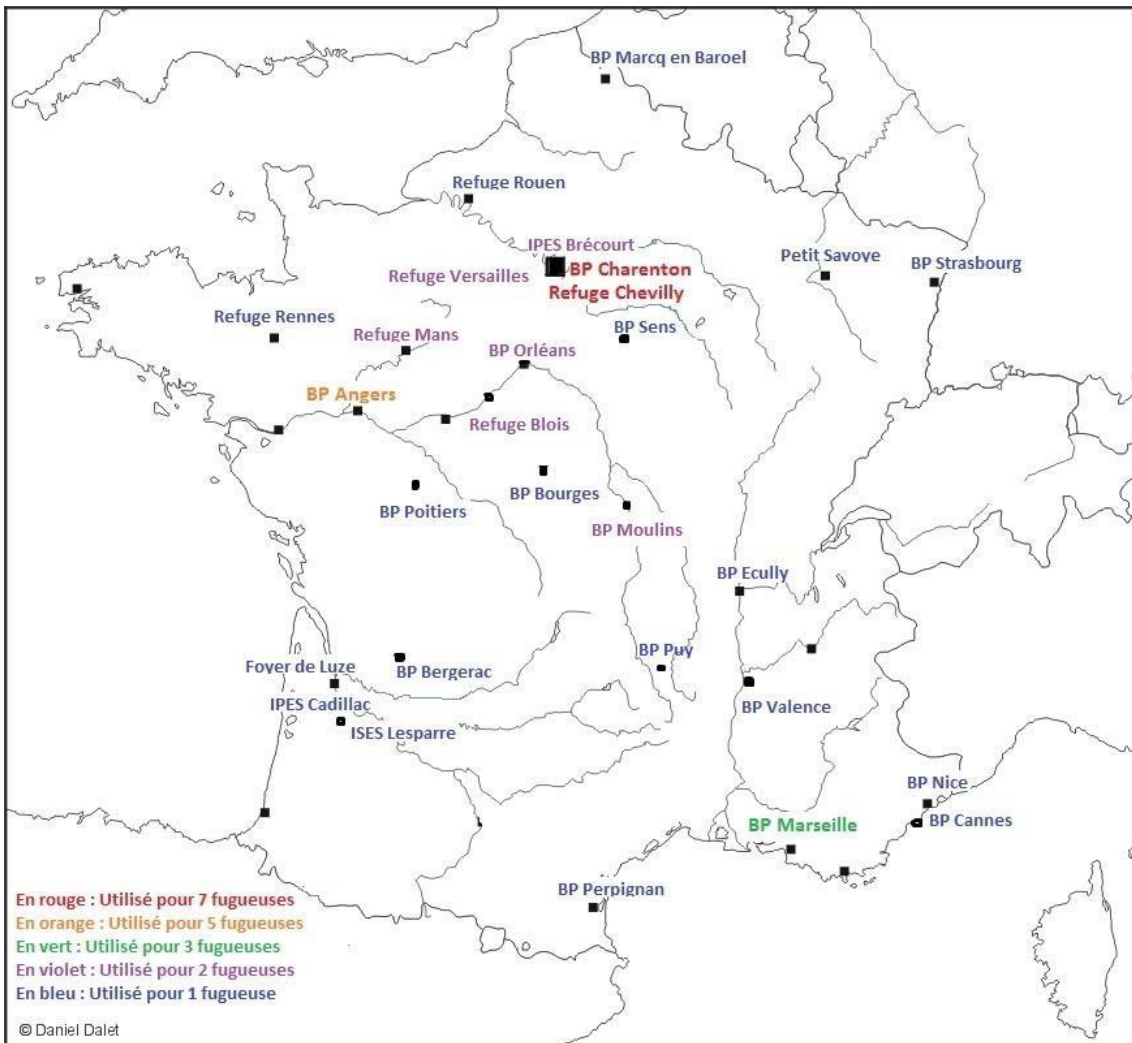 BP Marcq en Baroel
Refuge Rouen
IPES Brécourt
Petit Savoye
BP Strasbourg
Refuge Versailles
BP Charenton
Refuge Chevilly
Refuge Rennes
Refuge Mans
BP Sens
BP Orléans
BP Angers
Refuge Blois
BP Bourges
BP Poitiers
BP Moulins
BP Ecully
BP Puy
Foyer de Luze
BP Bergerac
IPES Cadillac
BP Valence
ISES Lesparre
BP Nice
BP Marseille
BP Cannes
BP Perpignan
En rouge : Utilisé pour 7 fugueuses
En orange : Utilisé pour 5 fugueuses
En vert : Utilisé pour 3 fugueuses
En violet : Utilisé pour 2 fugueuses
En bleu : Utilisé pour 1 fugueuse
© Daniel Dalet